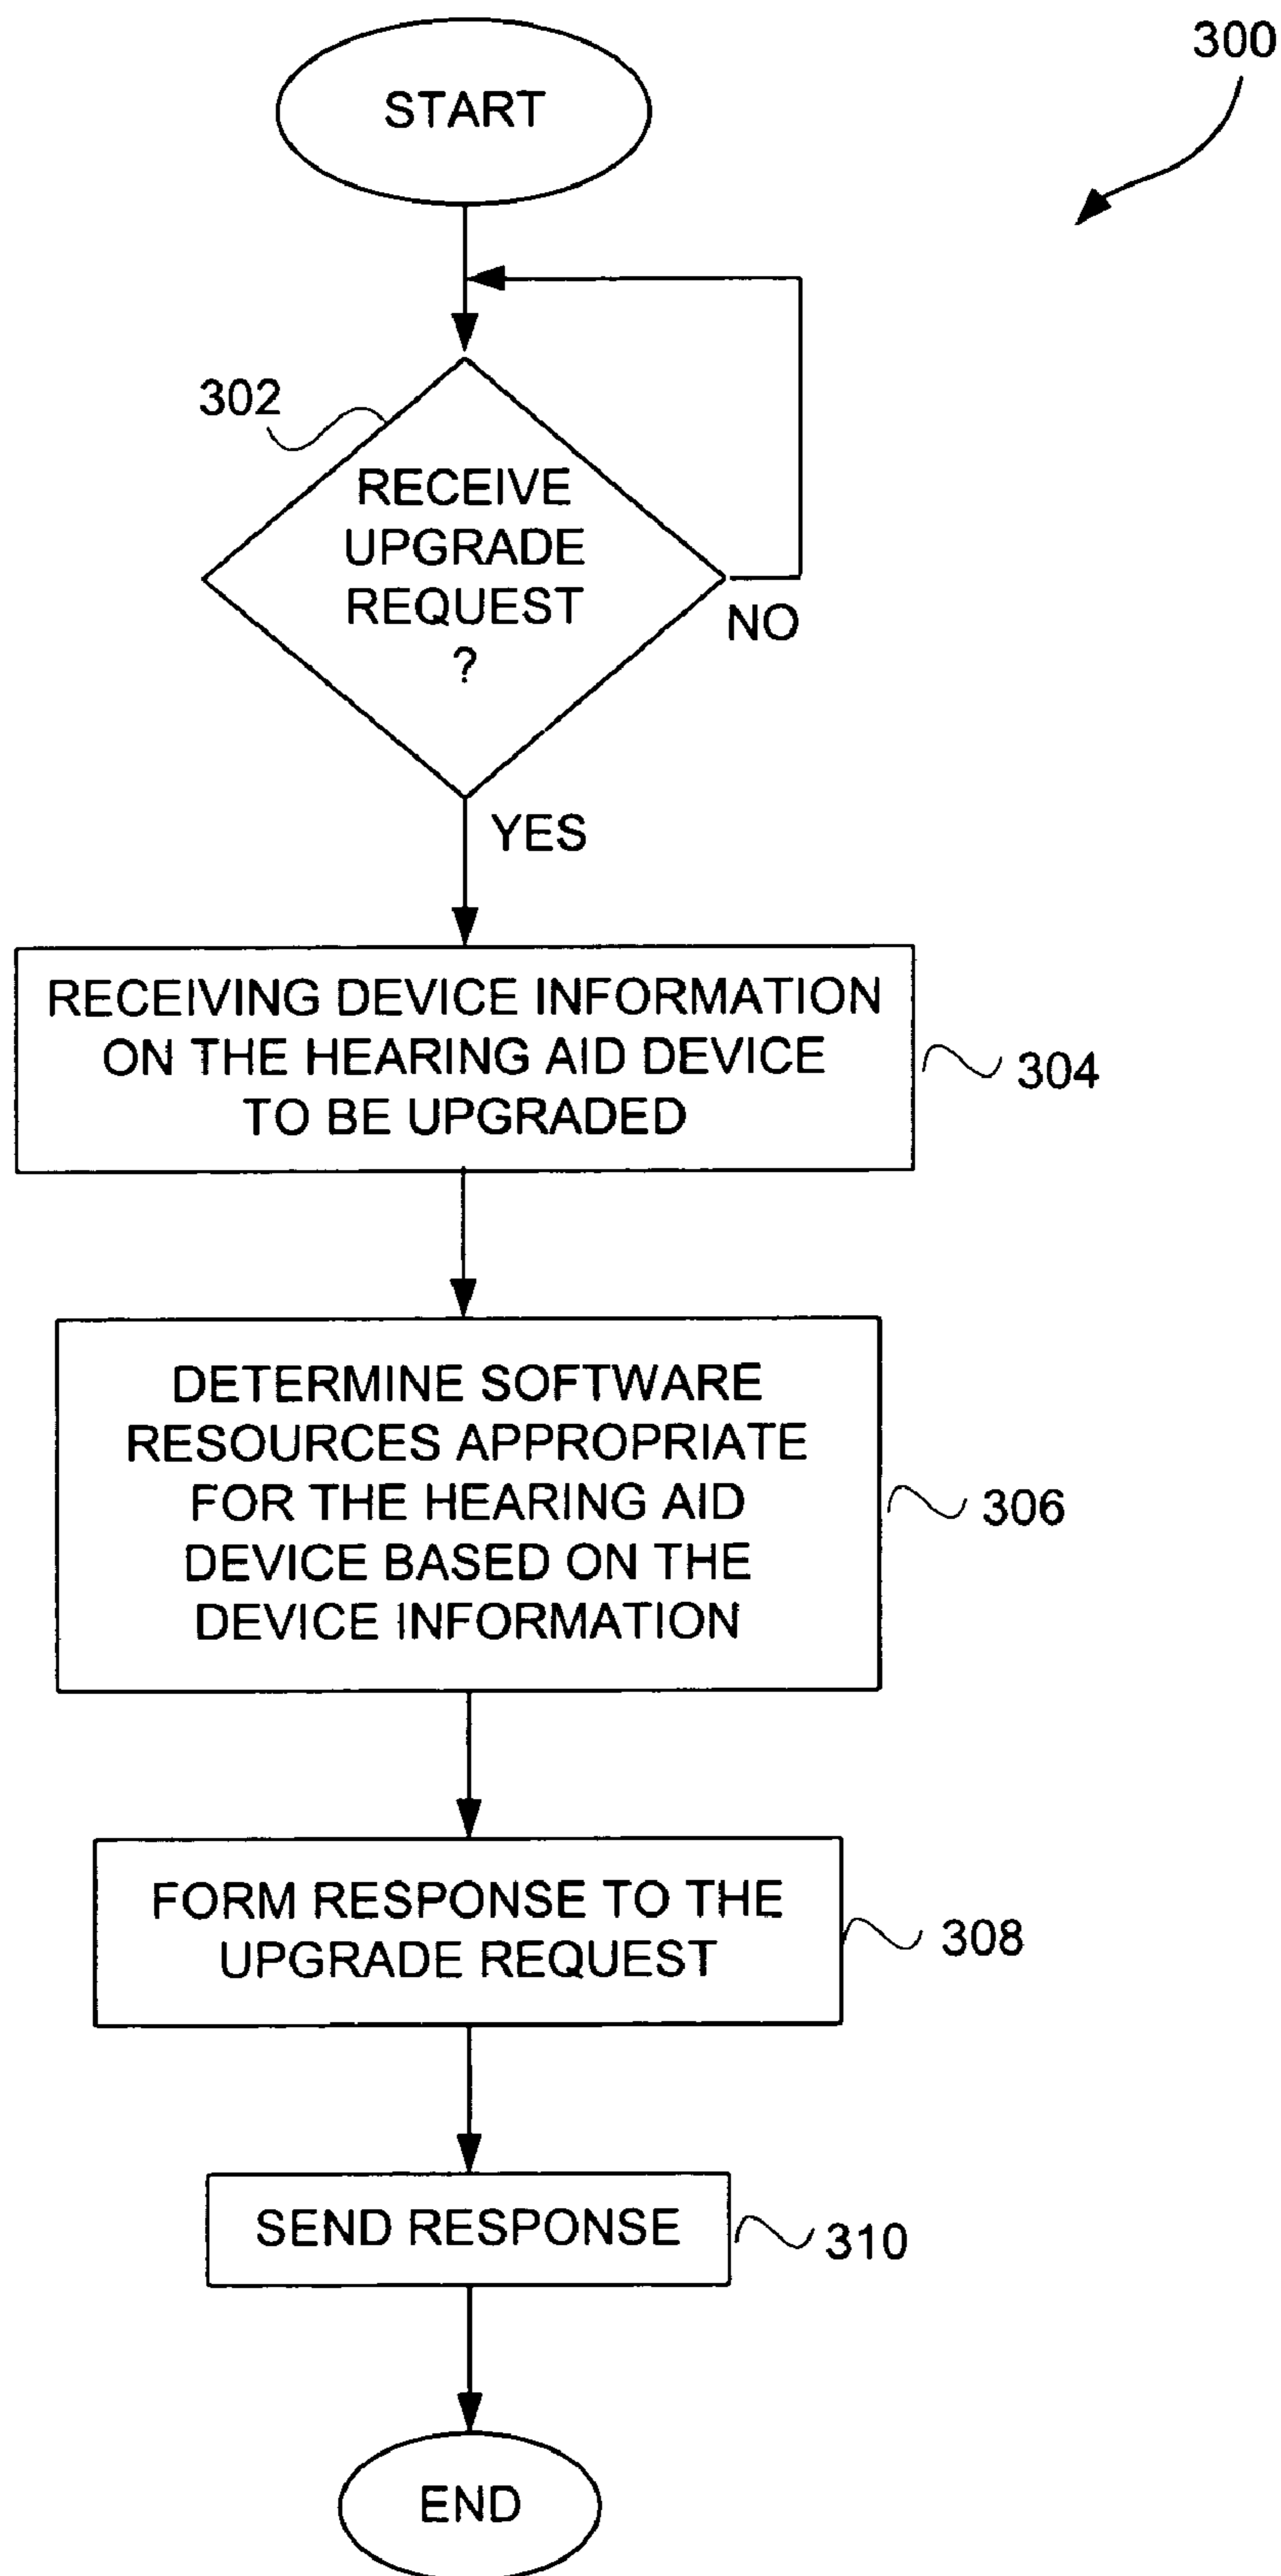 300
START
302
RECEIVE
UPGRADE
REQUEST
?
NO
YES
RECEIVING DEVICE INFORMATION
ON THE HEARING AID DEVICE
TO BE UPGRADED
304
DETERMINE SOFTWARE
RESOURCES APPROPRIATE
FOR THE HEARING AID
DEVICE BASED ON THE
DEVICE INFORMATION
306
FORM RESPONSE TO THE
UPGRADE REQUEST
308
SEND RESPONSE
310
END